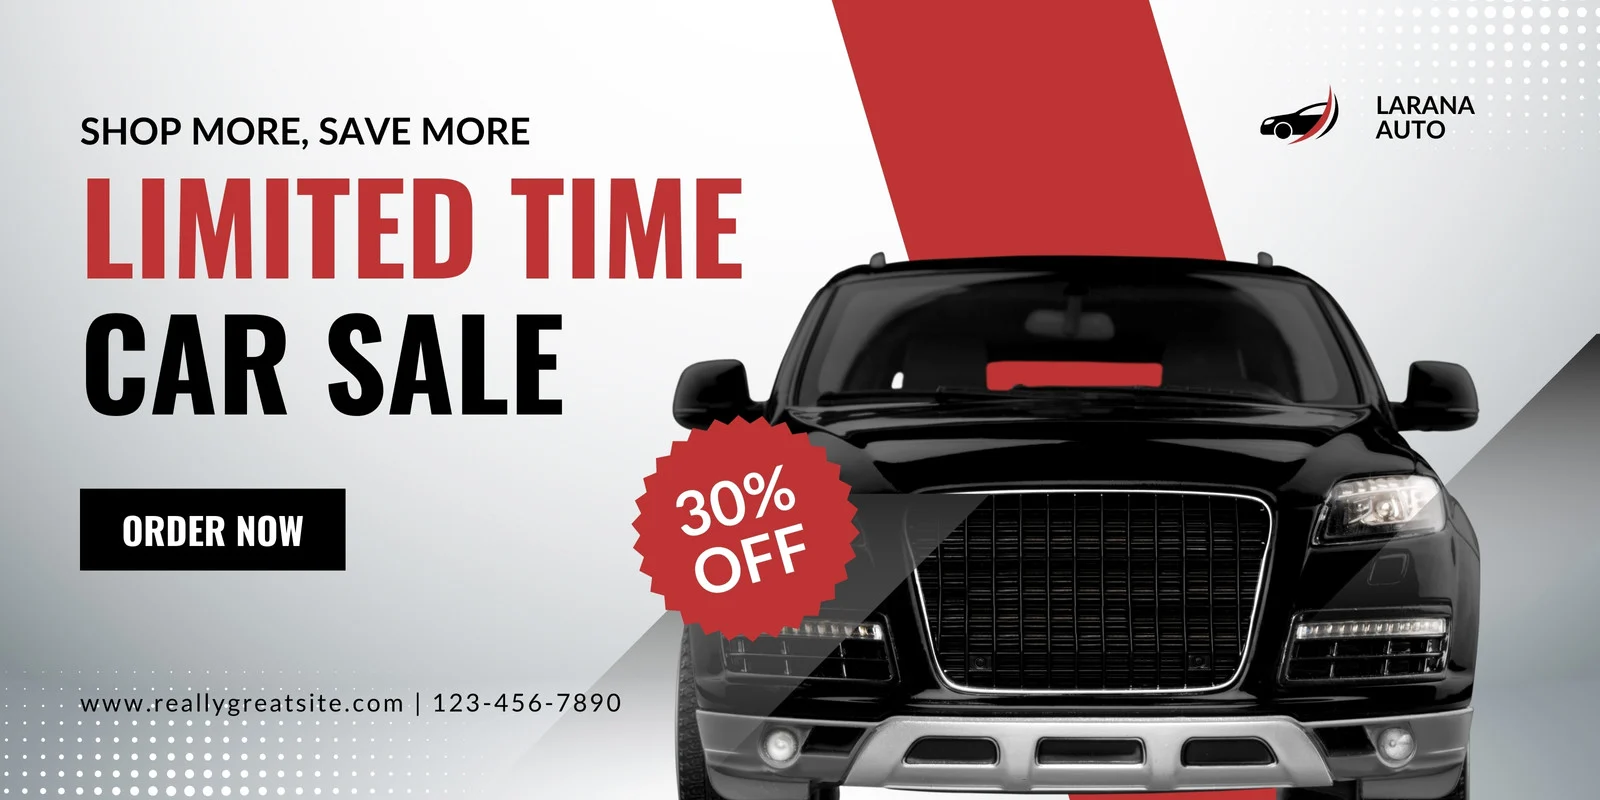 SHOP MORE, SAVE MORE
LIMITED TIME
CAR SALE
ORDER NOW
www.reallygreatsite.com | 123-456-7890
30%
OFF
LARANA
AUTO